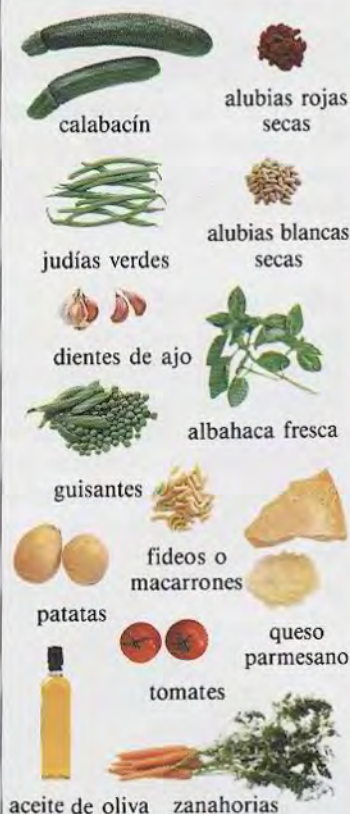 calabacín
alubias rojas
secas
judías verdes
alubias blancas
secas
dientes de ajo
albahaca fresca
guisantes
fideos o
macarrones
patatas
queso
parmesano
tomates
aceite de oliva
zanahorias